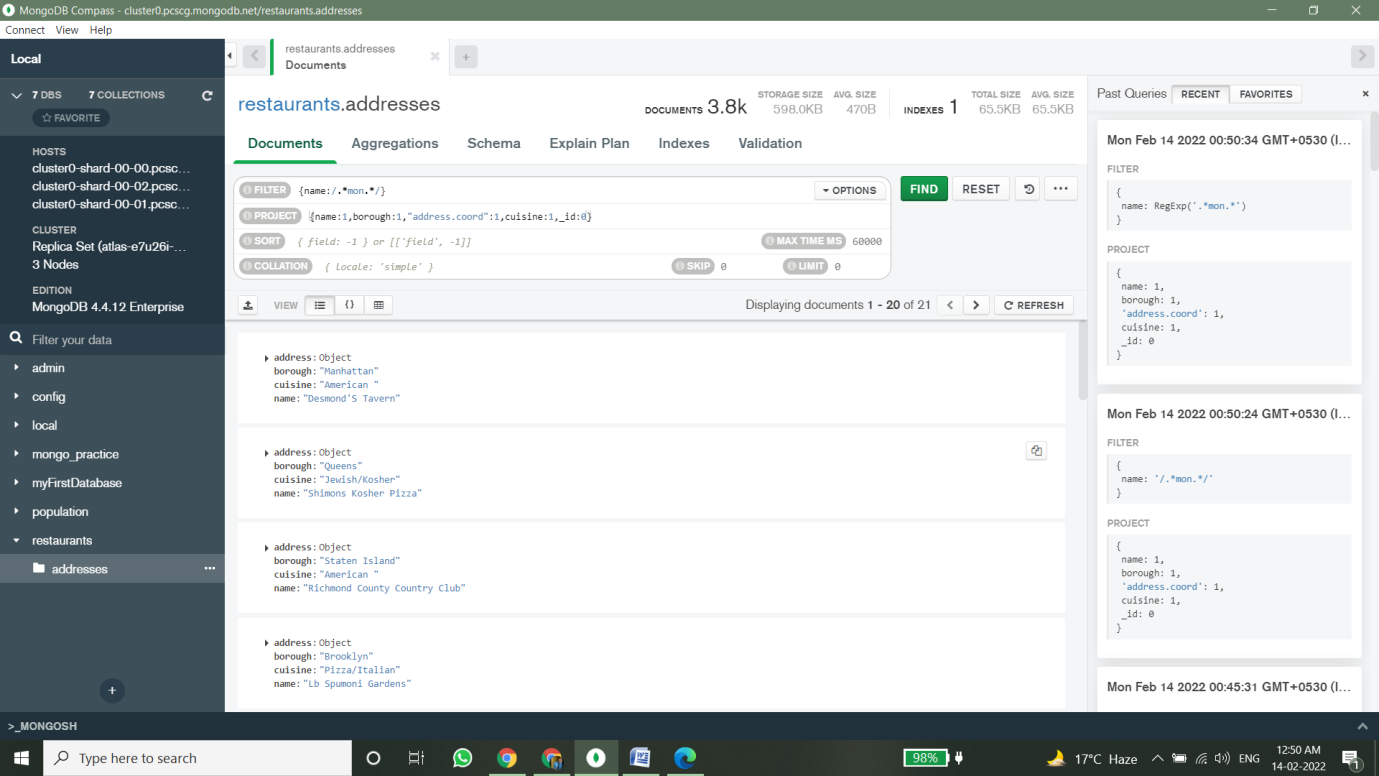 MongoDB Compass - cluster0.pcscg.mongodb.net/restaurants.addresses
Connect View Help
Local
7 DBS 7 COLLECTIONS
FAVORITE
HOSTS
cluster0-shard-00-00.pcsc...
cluster0-shard-00-02.pcsc...
cluster0-shard-00-01.pcsc...
CLUSTER
Replica Set (atlas-e7u26i-...
3 Nodes
EDITION
MongoDB 4.4.12 Enterprise
Filter your data
admin
config
local
mongo_practice
myFirstDatabase
population
restaurants
addresses
restaurants.addresses
Documents
restaurants.addresses
DOCUMENTS 3.8k
STORAGE SIZE
598.0KB
AVG. SIZE
470B
INDEXES 1
TOTAL SIZE
65.5KB
AVG. SIZE
65.5KB
Documents Aggregations Schema Explain Plan Indexes Validation
FILTER {name:/.*mon.*/} OPTIONS
PROJECT {name:1,borough:1,"address.coord":1,cuisine:1,_id:0}
SORT { field: -1 } or [['field', -1]] MAX TIME MS 60000
COLLATION { locale: 'simple' } SKIP 0 LIMIT 0
FIND RESET
VIEW {}
Displaying documents 1 - 20 of 21 REFRESH
address: Object
borough: "Manhattan"
cuisine: "American "
name: "Desmond'S Tavern"
address: Object
borough: "Queens"
cuisine: "Jewish/Kosher"
name: "Shimons Kosher Pizza"
address: Object
borough: "Staten Island"
cuisine: "American "
name: "Richmond County Country Club"
address: Object
borough: "Brooklyn"
cuisine: "Pizza/Italian"
name: "Lb Spumoni Gardens"
Past Queries RECENT FAVORITES
Mon Feb 14 2022 00:50:34 GMT+0530 (I...
FILTER
{
name: RegExp('.*mon.*')
}
PROJECT
{
name: 1,
borough: 1,
'address.coord': 1,
cuisine: 1,
_id: 0
}
Mon Feb 14 2022 00:50:24 GMT+0530 (I...
FILTER
{
name: '/.*mon.*/'
}
PROJECT
{
name: 1,
borough: 1,
'address.coord': 1,
cuisine: 1,
_id: 0
}
Mon Feb 14 2022 00:45:31 GMT+0530 (I...
>_MONGOSH
Type here to search
98%
17°C Haze
ENG
12:50 AM
14-02-2022
1